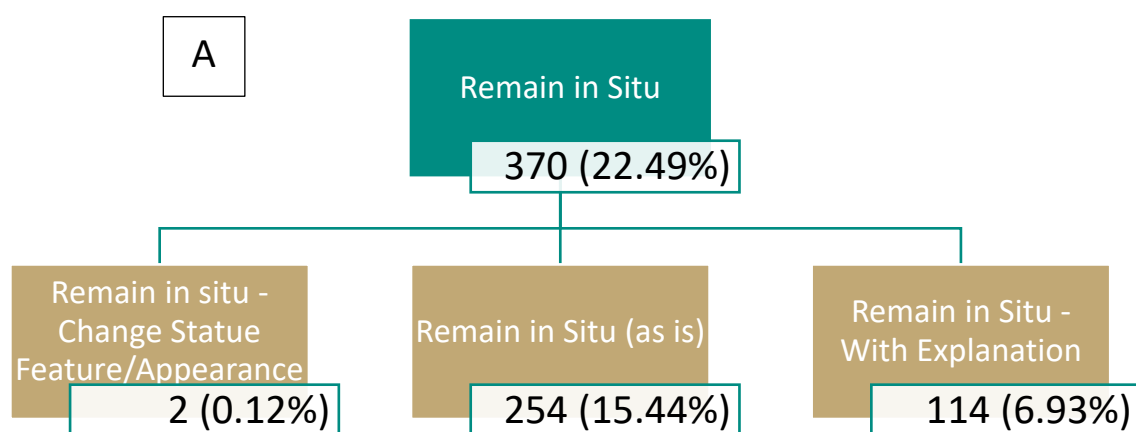 A
Remain in Situ
370 (22.49%)
Remain in situ -
Change Statue
Feature/Appearance
2 (0.12%)
Remain in Situ (as is)
254 (15.44%)
Remain in Situ -
With Explanation
114 (6.93%)